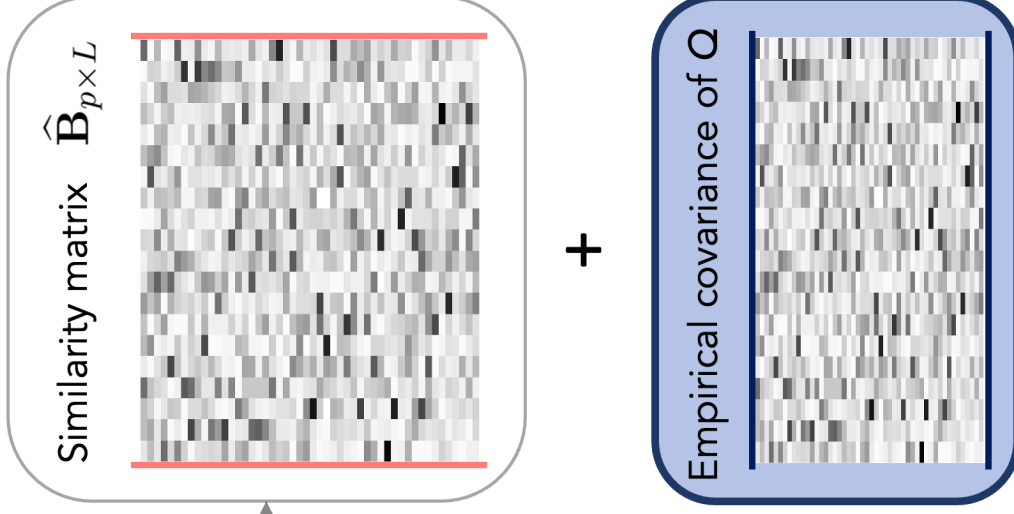 Similarity matrix $\widehat{\mathbf{B}}_{p \times L}$
+
Empirical covariance of Q